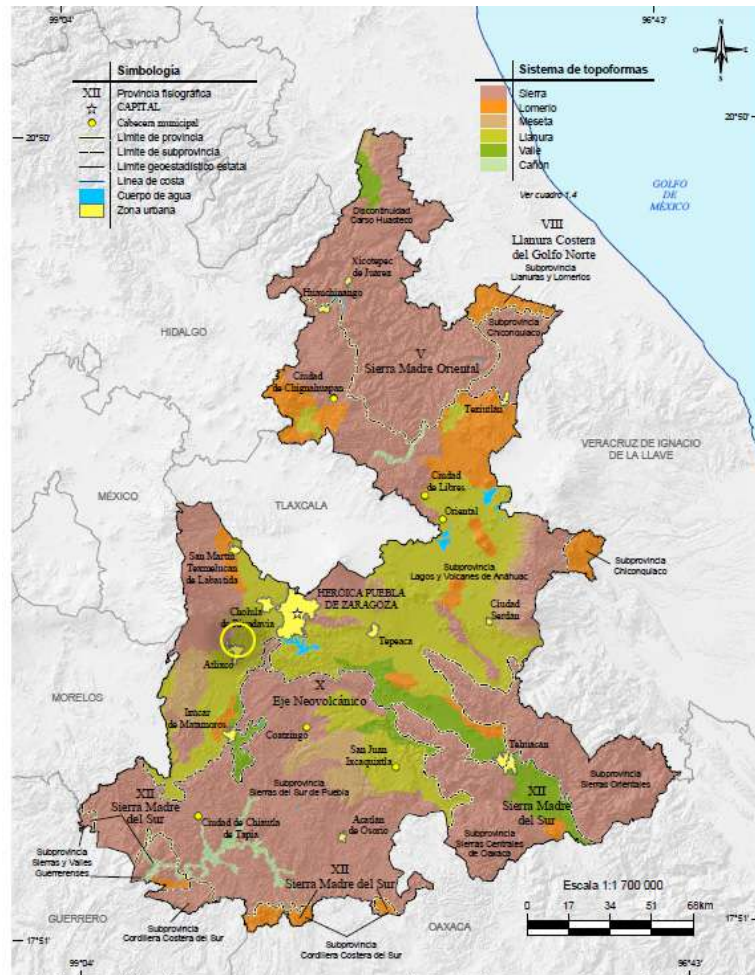 99°04'
96°43'
Simbología
XII Provincia fisiográfica
CAPITAL
Cabecera municipal
Límite de provincia
Límite de subprovincia
Límite geoestadístico estatal
Línea de costa
Cuerpo de agua
Zona urbana
N
E
S
Sistema de topoformas
Sierra
Lomerío
Meseta
Llanura
Valle
Cañón
Ver cuadro 1.4
20°50'
20°50'
GOLFO
DE
MÉXICO
Discontinuidad
Carso Huasteco
VIII
Llanura Costera
del Golfo Norte
Subprovincia
Llanuras y Lomeríos
Xicotepec
de Juárez
Huauchinango
HIDALGO
Subprovincia
Chiconquiaco
V
Sierra Madre Oriental
Ciudad
de Chignahuapan
Teziutlán
VERACRUZ DE IGNACIO
DE LA LLAVE
Ciudad
de Libres
MÉXICO
TLAXCALA
Oriental
San Martín
Texmelucan
de Labastida
Subprovincia
Lagos y Volcanes de Anáhuac
Subprovincia
Chiconquiaco
HERÓICA PUEBLA
DE ZARAGOZA
Cholula
de Rivadavia
Ciudad
Serdán
Tepeaca
Atlixco
MORELOS
X
Eje Neovolcánico
Izúcar
de Matamoros
Coatzingo
San Juan
Ixcaquixtla
Tehuacán
Subprovincia
Sierras del Sur de Puebla
Subprovincia
Sierras Orientales
XII
Sierra Madre
del Sur
XII
Sierra Madre
del Sur
Ciudad de Chiautla
de Tapia
Acatlán
de Osorio
Subprovincia
Sierras Centrales
de Oaxaca
Subprovincia
Sierras y Valles
Guerrerenses
XII
Sierra Madre del Sur
Escala 1:1 700 000
0 17 34 51 68km
GUERRERO
Subprovincia
Cordillera Costera del Sur
Subprovincia
Cordillera Costera del Sur
OAXACA
17°51'
17°51'
99°04'
96°43'